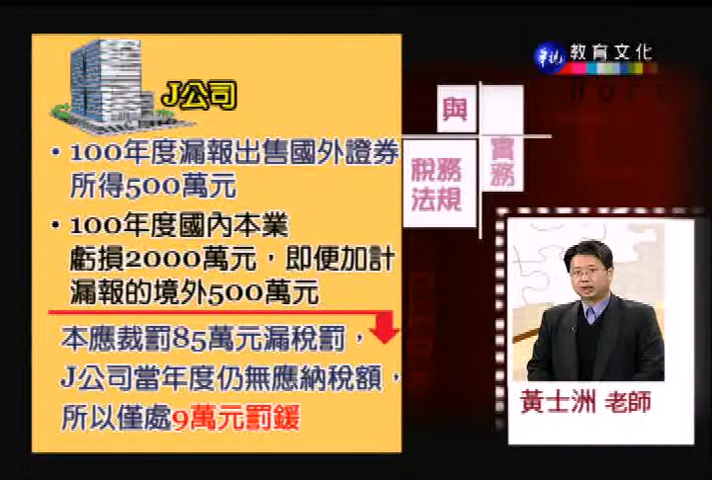 J公司
•100年度漏報出售國外證券
所得500萬元
•100年度國內本業
虧損2000萬元，即便加計
漏報的境外500萬元
本應裁罰85萬元漏稅罰，
J公司當年度仍無應納稅額，
所以僅處9萬元罰鍰
華視 教育文化
與
實務
稅務
法規
黃士洲 老師